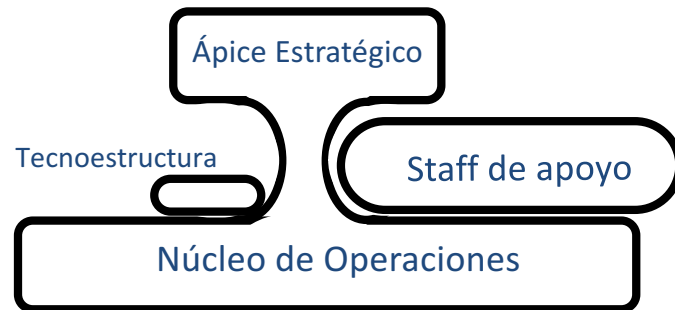 Ápice Estratégico
Tecnoestructura
Staff de apoyo
Núcleo de Operaciones